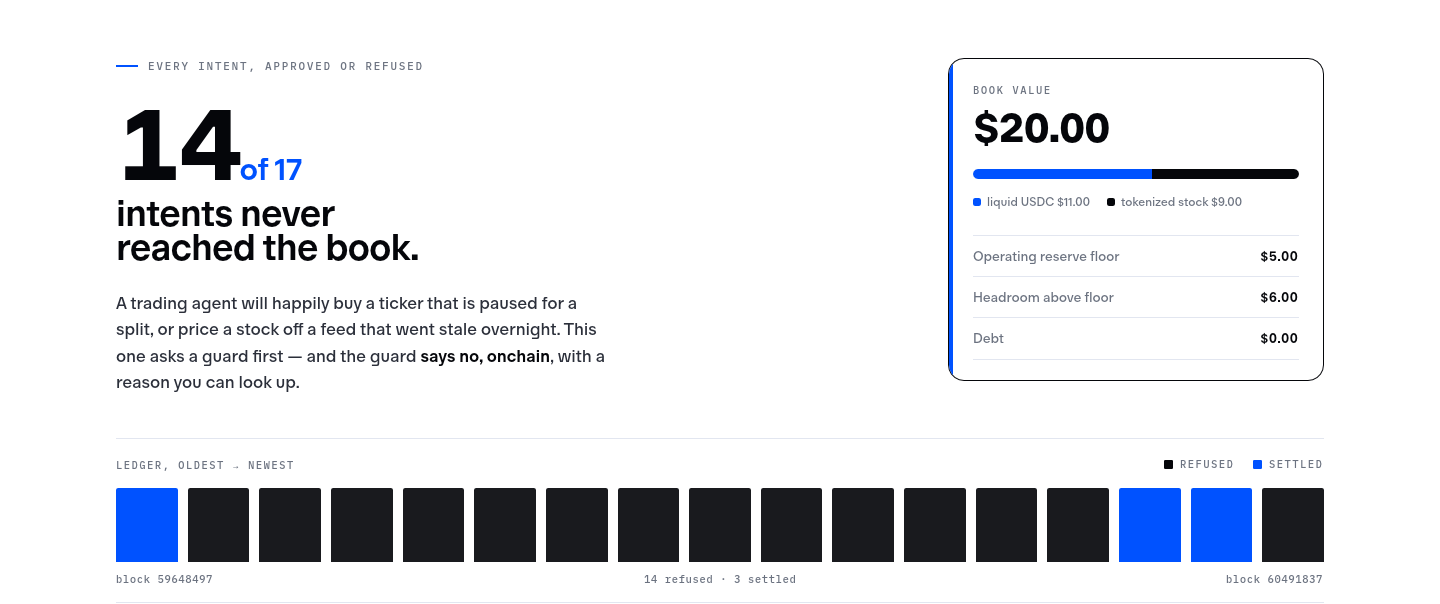 EVERY INTENT, APPROVED OR REFUSED
14 of 17
intents never
reached the book.
A trading agent will happily buy a ticker that is paused for a
split, or price a stock off a feed that went stale overnight. This
one asks a guard first — and the guard says no, onchain, with a
reason you can look up.
BOOK VALUE
$20.00
liquid USDC $11.00
tokenized stock $9.00
Operating reserve floor $5.00
Headroom above floor $6.00
Debt $0.00
LEDGER, OLDEST → NEWEST
REFUSED
SETTLED
block 59648497
14 refused · 3 settled
block 60491837